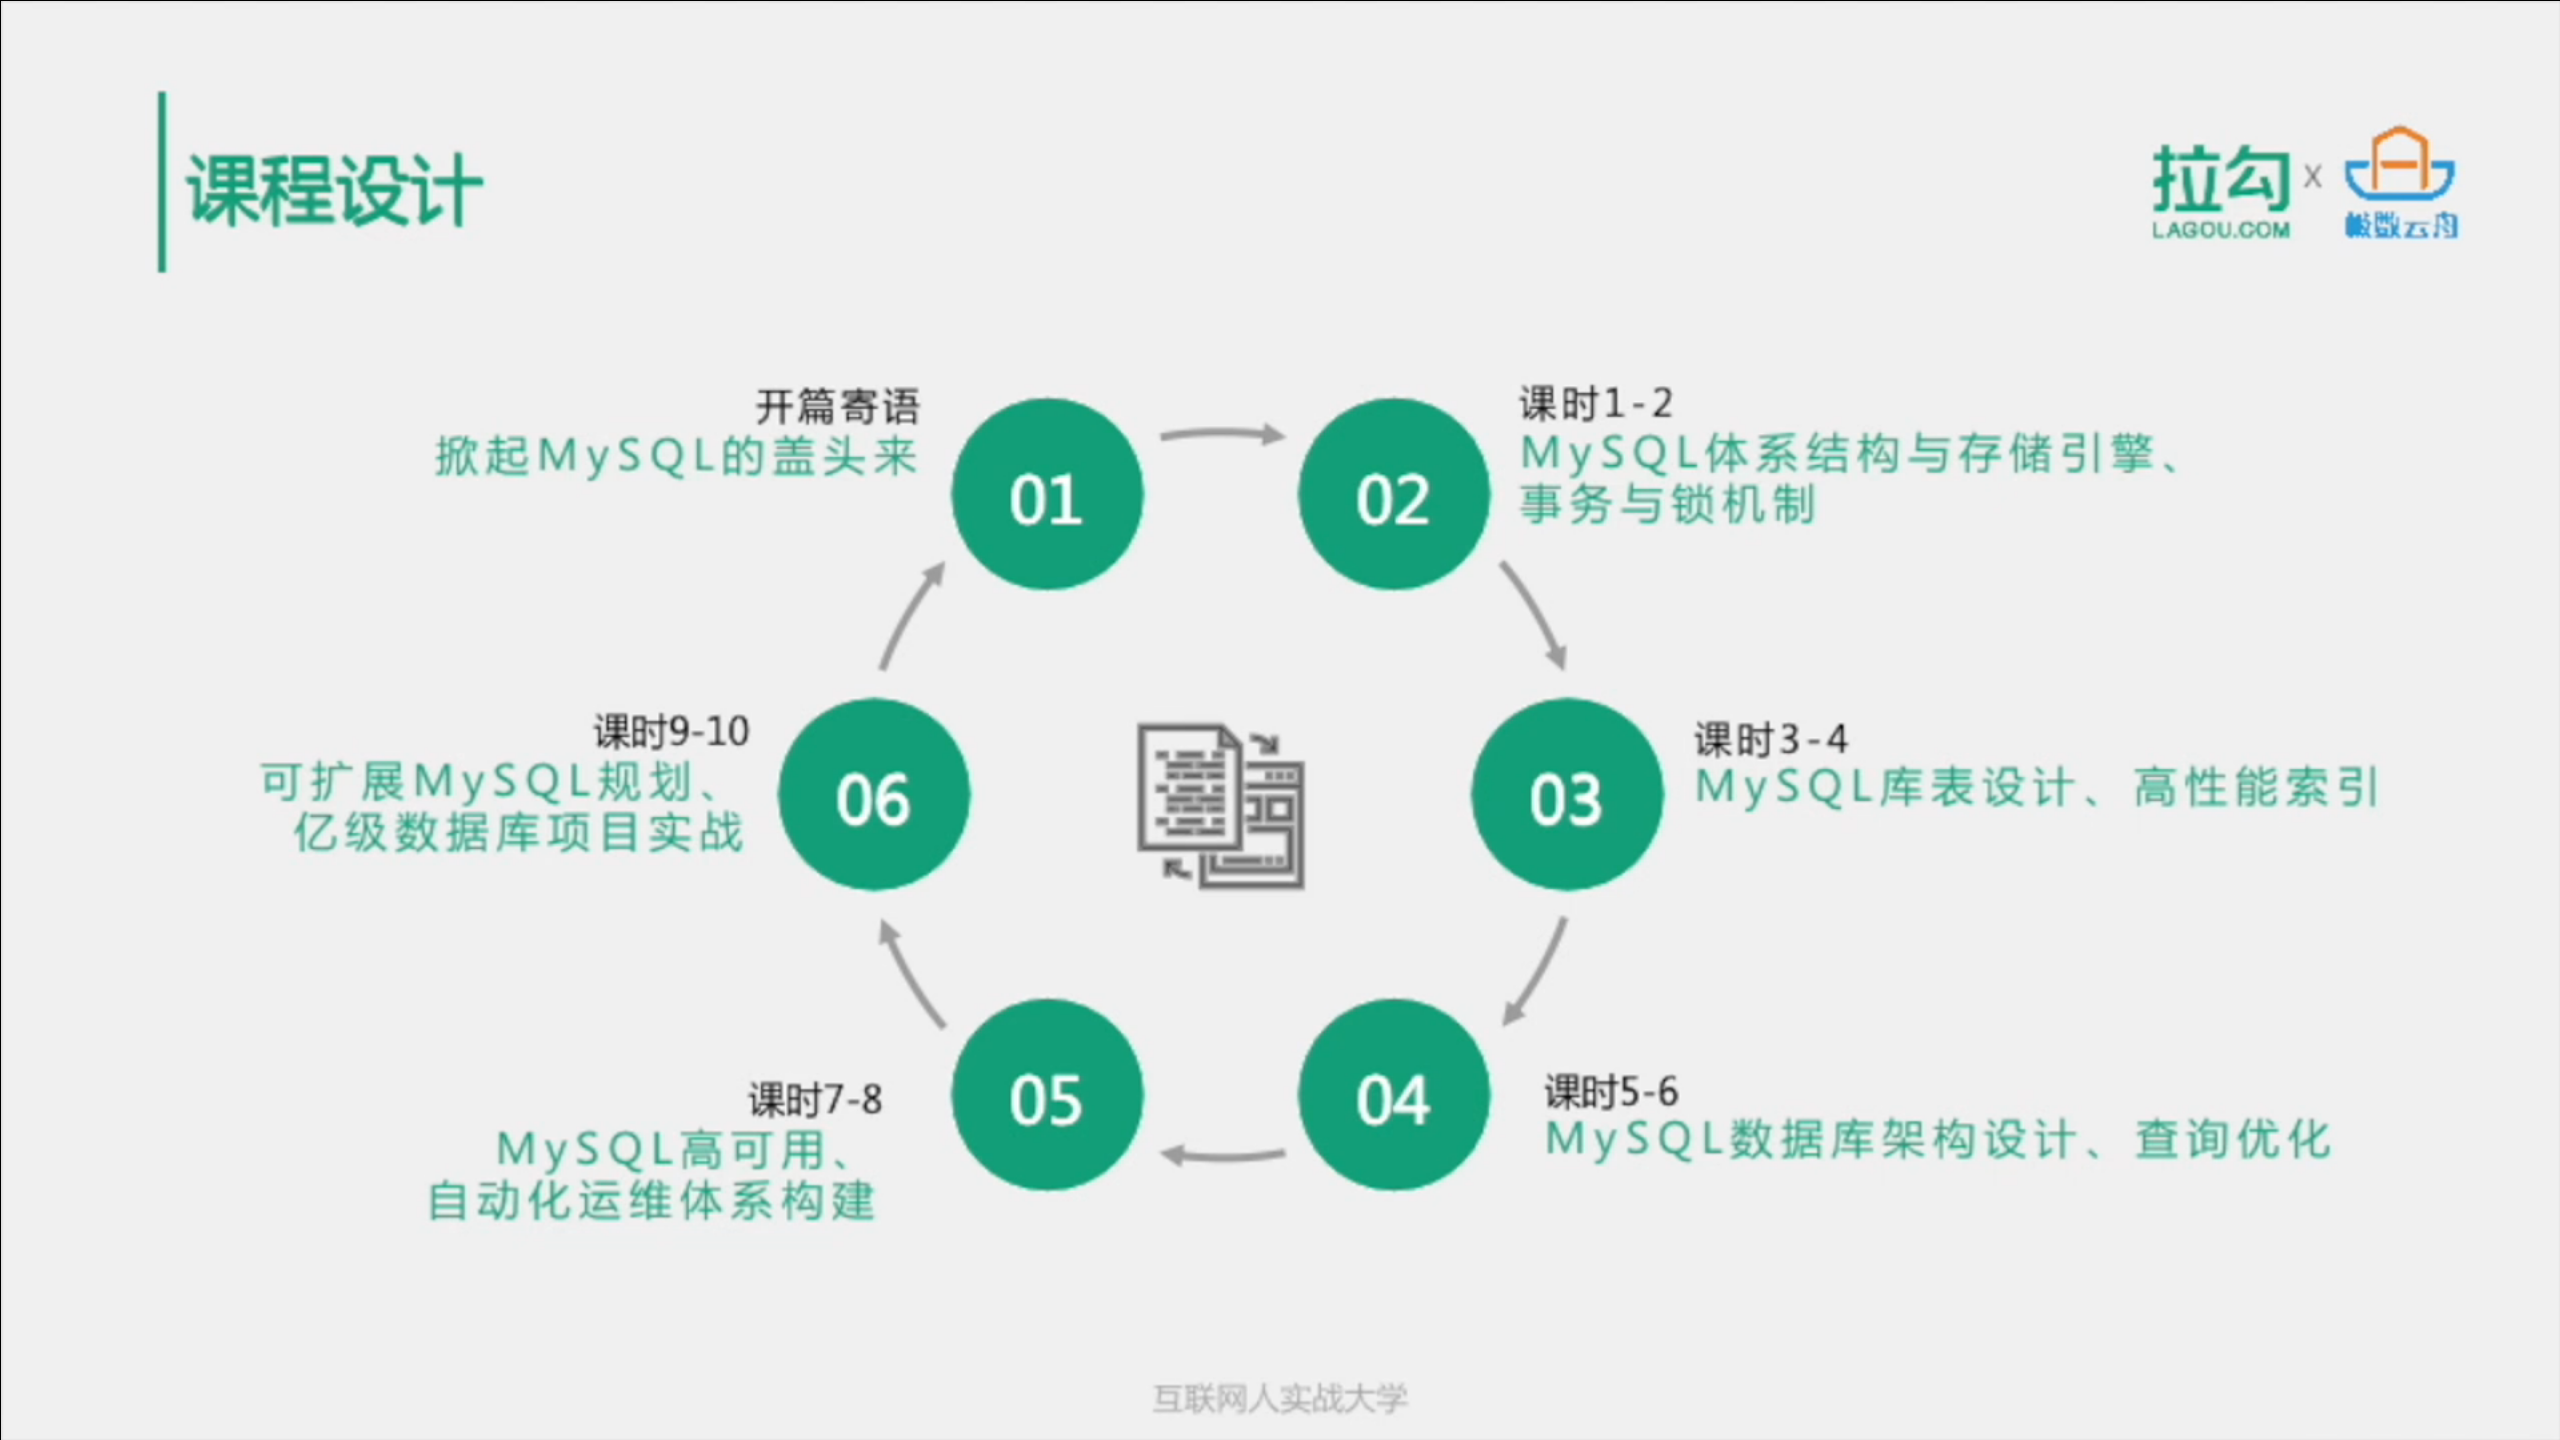 课程设计
拉勾
LAGOU.COM
X
开篇寄语
掀起MySQL的盖头来
01
02
课时1-2
MySQL体系结构与存储引擎、
事务与锁机制
课时9-10
可扩展MySQL规划、
亿级数据库项目实战
06
03
课时3-4
MySQL库表设计、高性能索引
课时7-8
MySQL高可用、
自动化运维体系构建
05
04
课时5-6
MySQL数据库架构设计、查询优化
互联网人实战大学